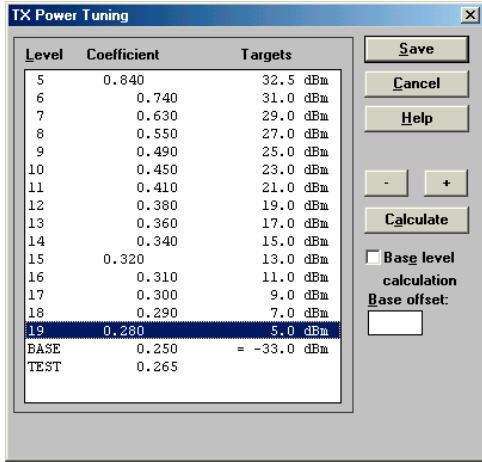 TX Power Tuning
Level Coefficient Targets
5 0.840 32.5 dBm
6 0.740 31.0 dBm
7 0.630 29.0 dBm
8 0.550 27.0 dBm
9 0.490 25.0 dBm
10 0.450 23.0 dBm
11 0.410 21.0 dBm
12 0.380 19.0 dBm
13 0.360 17.0 dBm
14 0.340 15.0 dBm
15 0.320 13.0 dBm
16 0.310 11.0 dBm
17 0.300 9.0 dBm
18 0.290 7.0 dBm
19 0.280 5.0 dBm
BASE 0.250 = -33.0 dBm
TEST 0.265
Save
Cancel
Help
- +
Calculate
Base level
calculation
Base offset: